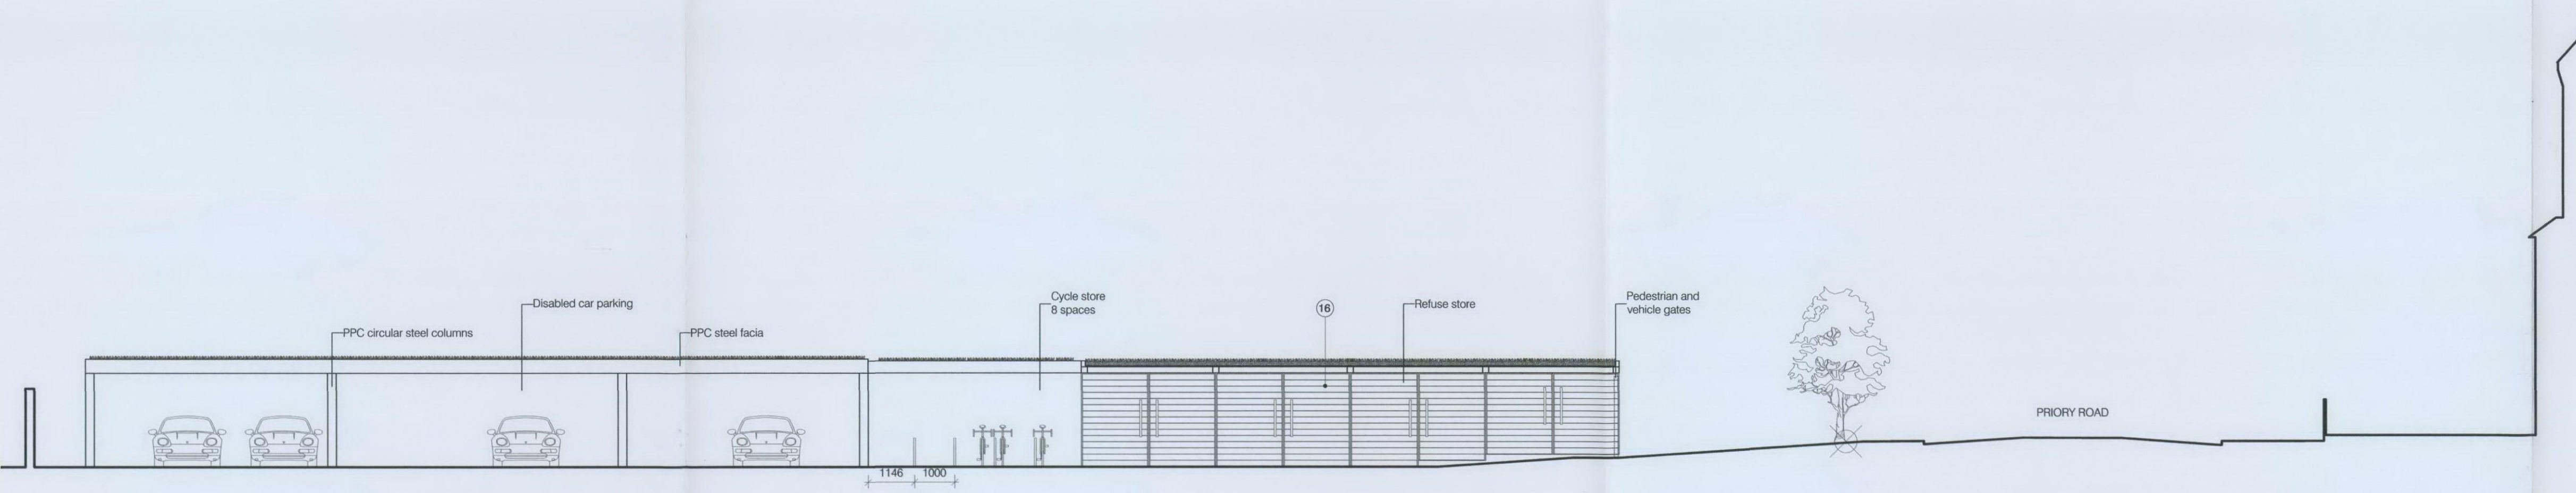 PPC circular steel columns
Disabled car parking
PPC steel facia
Cycle store
8 spaces
16
Refuse store
Pedestrian and
vehicle gates
PRIORY ROAD
1146
1000